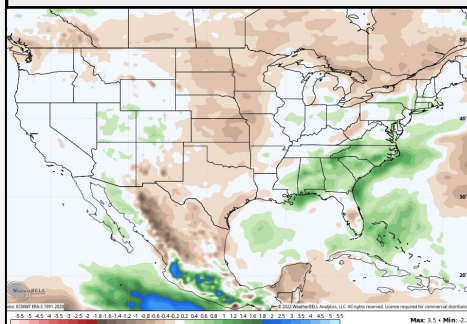 50°
40°
30°
20°
WeatherBELL
ECMWF ERA-5 1991-2020
© 2022 WeatherBELL Analytics, LLC. All rights reserved. License required for commercial distribution
-5.5 -5 -4.5 -4 -3.5 -3 -2.5 -2 -1.8 -1.6 -1.4 -1.2 -1 -0.8 -0.6 -0.4 -0.2 0.2 0.4 0.6 0.8 1 1.2 1.4 1.6 1.8 2 2.5 3 3.5 4 4.5 5 5.5
Max: 3.5 • Min: -2.